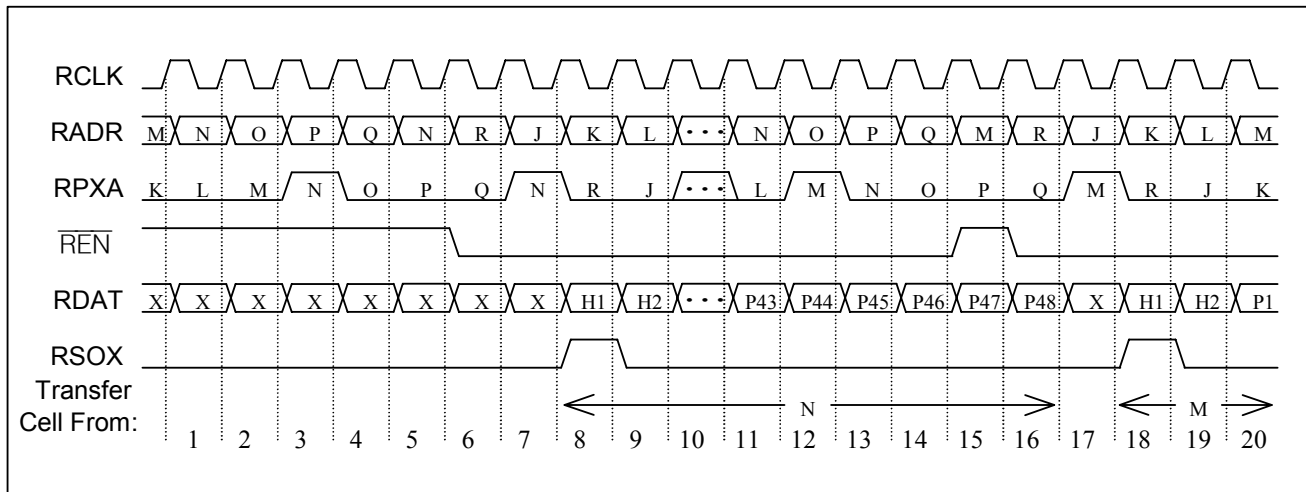 RCLK
RADR M N O P Q N R J K L ··· N O P Q M R J K L M
RPXA K L M N O P Q N R J ··· L M N O P Q M R J K
REN
RDAT X X X X X X X X H1 H2 ··· P43 P44 P45 P46 P47 P48 X H1 H2 P1
RSOX
Transfer
Cell From: N M
1 2 3 4 5 6 7 8 9 10 11 12 13 14 15 16 17 18 19 20